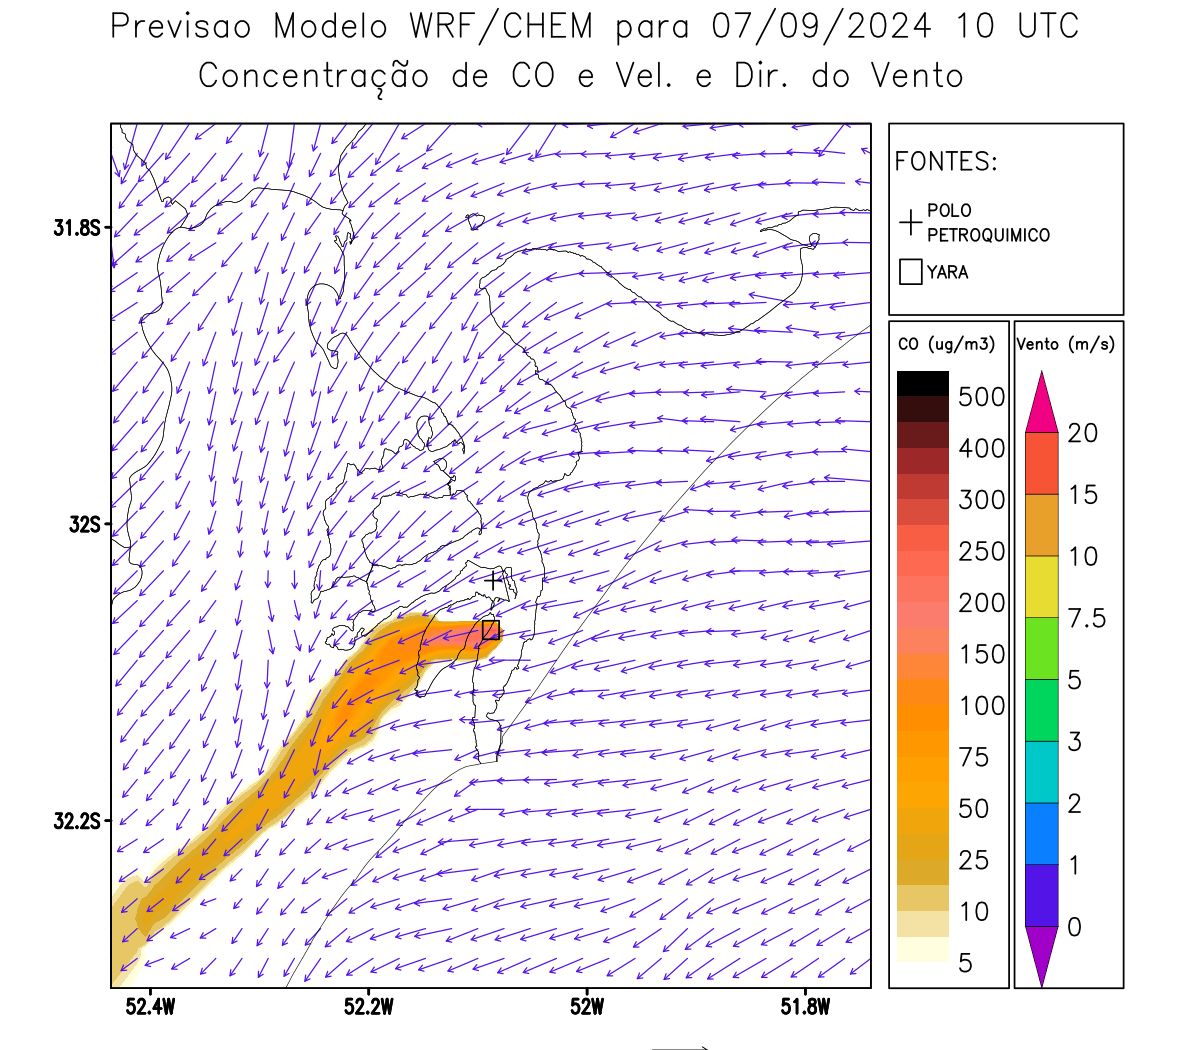 Previsao Modelo WRF/CHEM para 07/09/2024 10 UTC
Concentração de CO e Vel. e Dir. do Vento
FONTES:
POLO
PETROQUIMICO
YARA
31.8S
32S
32.2S
52.4W
52.2W
52W
51.8W
CO (ug/m3)
500
400
300
250
200
150
100
75
50
25
10
5
Vento (m/s)
20
15
10
7.5
5
3
2
1
0